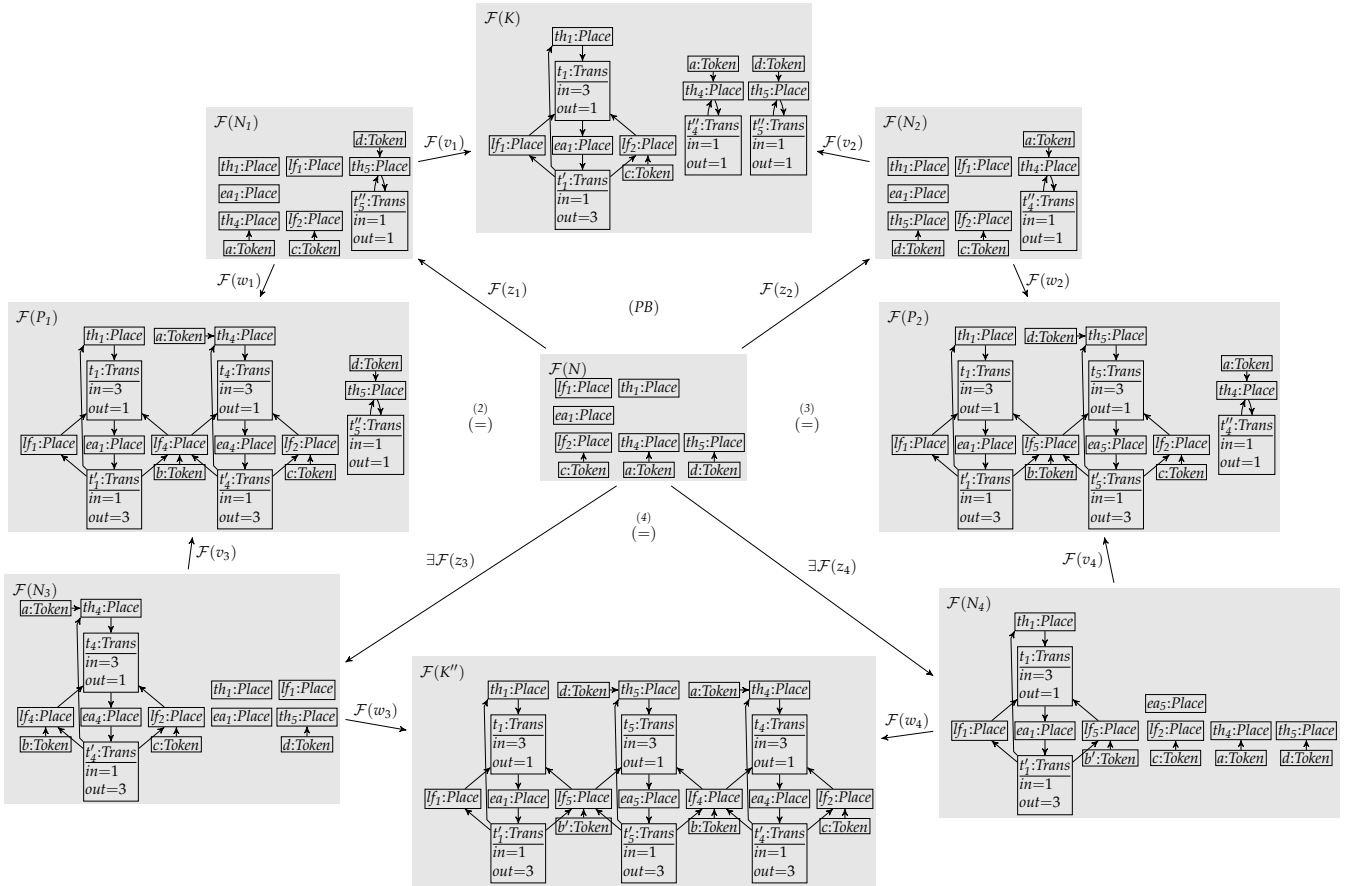 F(K)
th₁:Place
t₁:Trans
in=3
out=1
lf₁:Place
ea₁:Place
lf₂:Place
c:Token
t′₁:Trans
in=1
out=3
a:Token
th₄:Place
t″₄:Trans
in=1
out=1
d:Token
th₅:Place
t″₅:Trans
in=1
out=1
F(N₁)
d:Token
th₁:Place
lf₁:Place
th₅:Place
ea₁:Place
t″₅:Trans
in=1
out=1
th₄:Place
lf₂:Place
a:Token
c:Token
F(v₁)
F(v₂)
F(N₂)
a:Token
th₁:Place
lf₁:Place
th₄:Place
ea₁:Place
t″₄:Trans
in=1
out=1
th₅:Place
lf₂:Place
d:Token
c:Token
F(w₁)
F(z₁)
(PB)
F(z₂)
F(w₂)
F(P₁)
th₁:Place
a:Token
th₄:Place
t₁:Trans
in=3
out=1
t₄:Trans
in=3
out=1
d:Token
th₅:Place
t″₅:Trans
in=1
out=1
lf₁:Place
ea₁:Place
lf₄:Place
ea₄:Place
lf₂:Place
b:Token
c:Token
t′₁:Trans
in=1
out=3
t′₄:Trans
in=1
out=3
(2)
(=)
F(N)
lf₁:Place
th₁:Place
ea₁:Place
lf₂:Place
th₄:Place
th₅:Place
c:Token
a:Token
d:Token
(3)
(=)
F(P₂)
th₁:Place
d:Token
th₅:Place
t₁:Trans
in=3
out=1
t₅:Trans
in=3
out=1
a:Token
th₄:Place
t″₄:Trans
in=1
out=1
lf₁:Place
ea₁:Place
lf₅:Place
ea₅:Place
lf₂:Place
b:Token
c:Token
t′₁:Trans
in=1
out=3
t′₅:Trans
in=1
out=3
(4)
(=)
F(v₃)
∃F(z₃)
∃F(z₄)
F(v₄)
F(N₃)
a:Token
th₄:Place
t₄:Trans
in=3
out=1
lf₄:Place
ea₄:Place
lf₂:Place
b:Token
c:Token
t′₄:Trans
in=1
out=3
th₁:Place
lf₁:Place
ea₁:Place
th₅:Place
d:Token
F(w₃)
F(K″)
th₁:Place
d:Token
th₅:Place
a:Token
th₄:Place
t₁:Trans
in=3
out=1
t₅:Trans
in=3
out=1
t₄:Trans
in=3
out=1
lf₁:Place
ea₁:Place
lf₅:Place
ea₅:Place
lf₄:Place
ea₄:Place
lf₂:Place
b′:Token
b:Token
c:Token
t′₁:Trans
in=1
out=3
t′₅:Trans
in=1
out=3
t′₄:Trans
in=1
out=3
F(w₄)
F(N₄)
th₁:Place
t₁:Trans
in=3
out=1
lf₁:Place
ea₁:Place
lf₅:Place
b′:Token
t′₁:Trans
in=1
out=3
ea₅:Place
lf₂:Place
th₄:Place
th₅:Place
c:Token
a:Token
d:Token